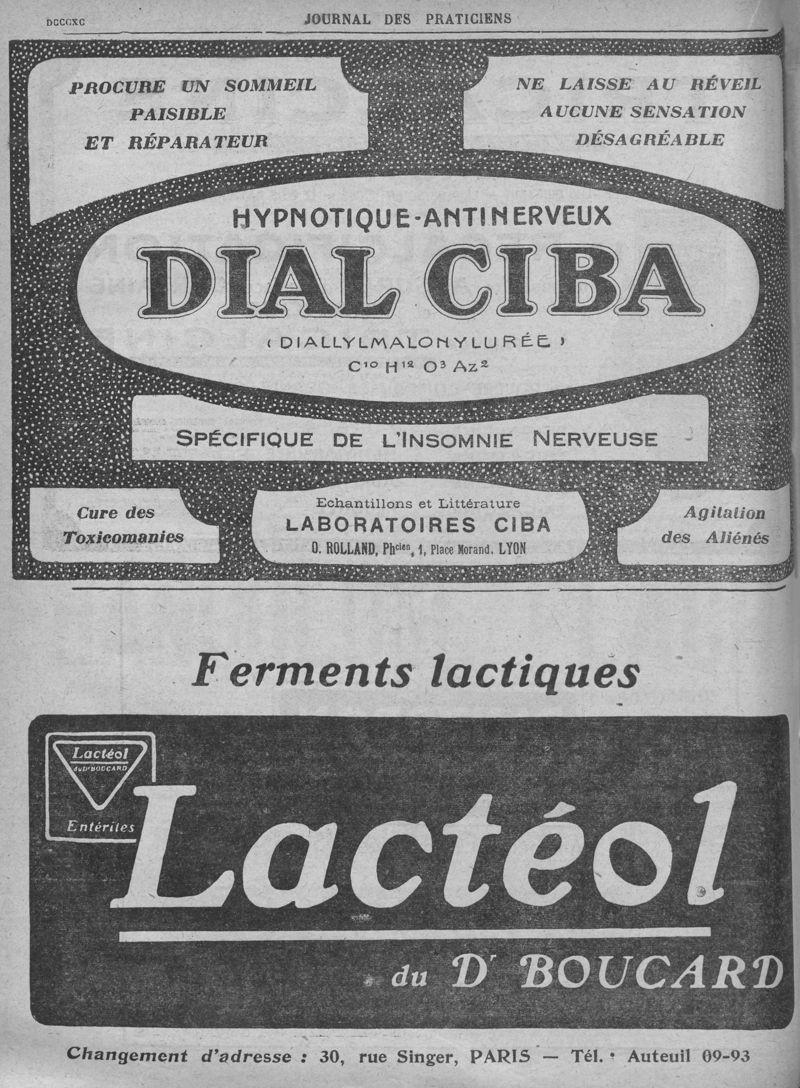 DCCCXC
JOURNAL DES PRATICIENS
PROCURE UN SOMMEIL
PAISIBLE
ET RÉPARATEUR
NE LAISSE AU RÉVEIL
AUCUNE SENSATION
DÉSAGRÉABLE
HYPNOTIQUE-ANTINERVEUX
DIAL CIBA
(DIALLYLMALONYLURÉE)
C¹⁰ H¹² O³ Az²
SPÉCIFIQUE DE L'INSOMNIE NERVEUSE
Cure des
Toxicomanies
Echantillons et Littérature
LABORATOIRES CIBA
O. ROLLAND, Phcien, 1, Place Morand. LYON
Agitation
des Aliénés
Ferments lactiques
Lactéol
du Dr BOUCARD
Entérites
Lactéol
du Dr BOUCARD
Changement d'adresse : 30, rue Singer, PARIS — Tél. • Auteuil 09-93